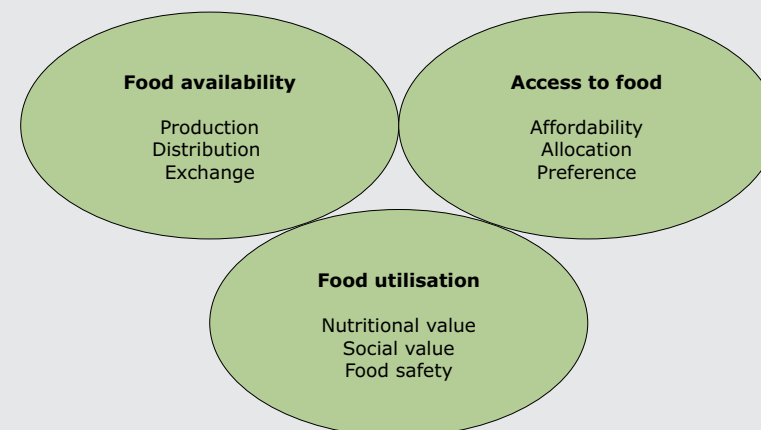 Food availability
Production
Distribution
Exchange
Access to food
Affordability
Allocation
Preference
Food utilisation
Nutritional value
Social value
Food safety